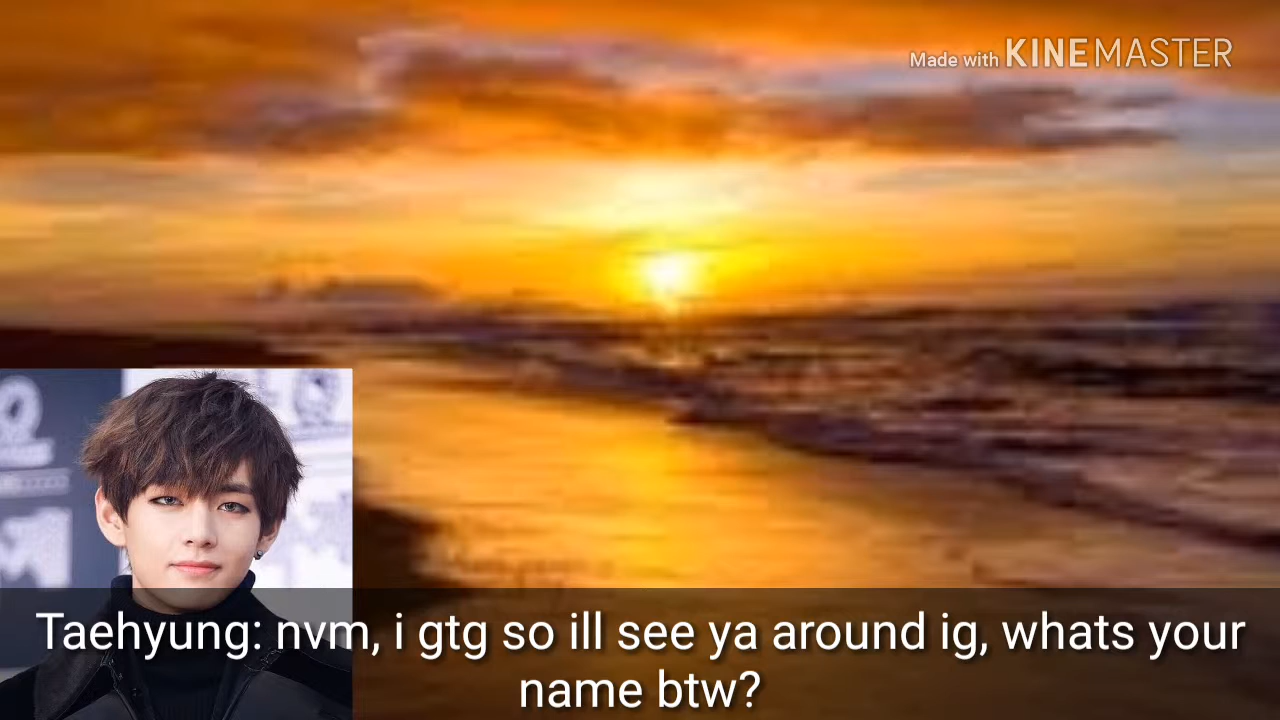 Made with KINEMASTER
Taehyung: nvm, i gtg so ill see ya around ig, whats your
name btw?